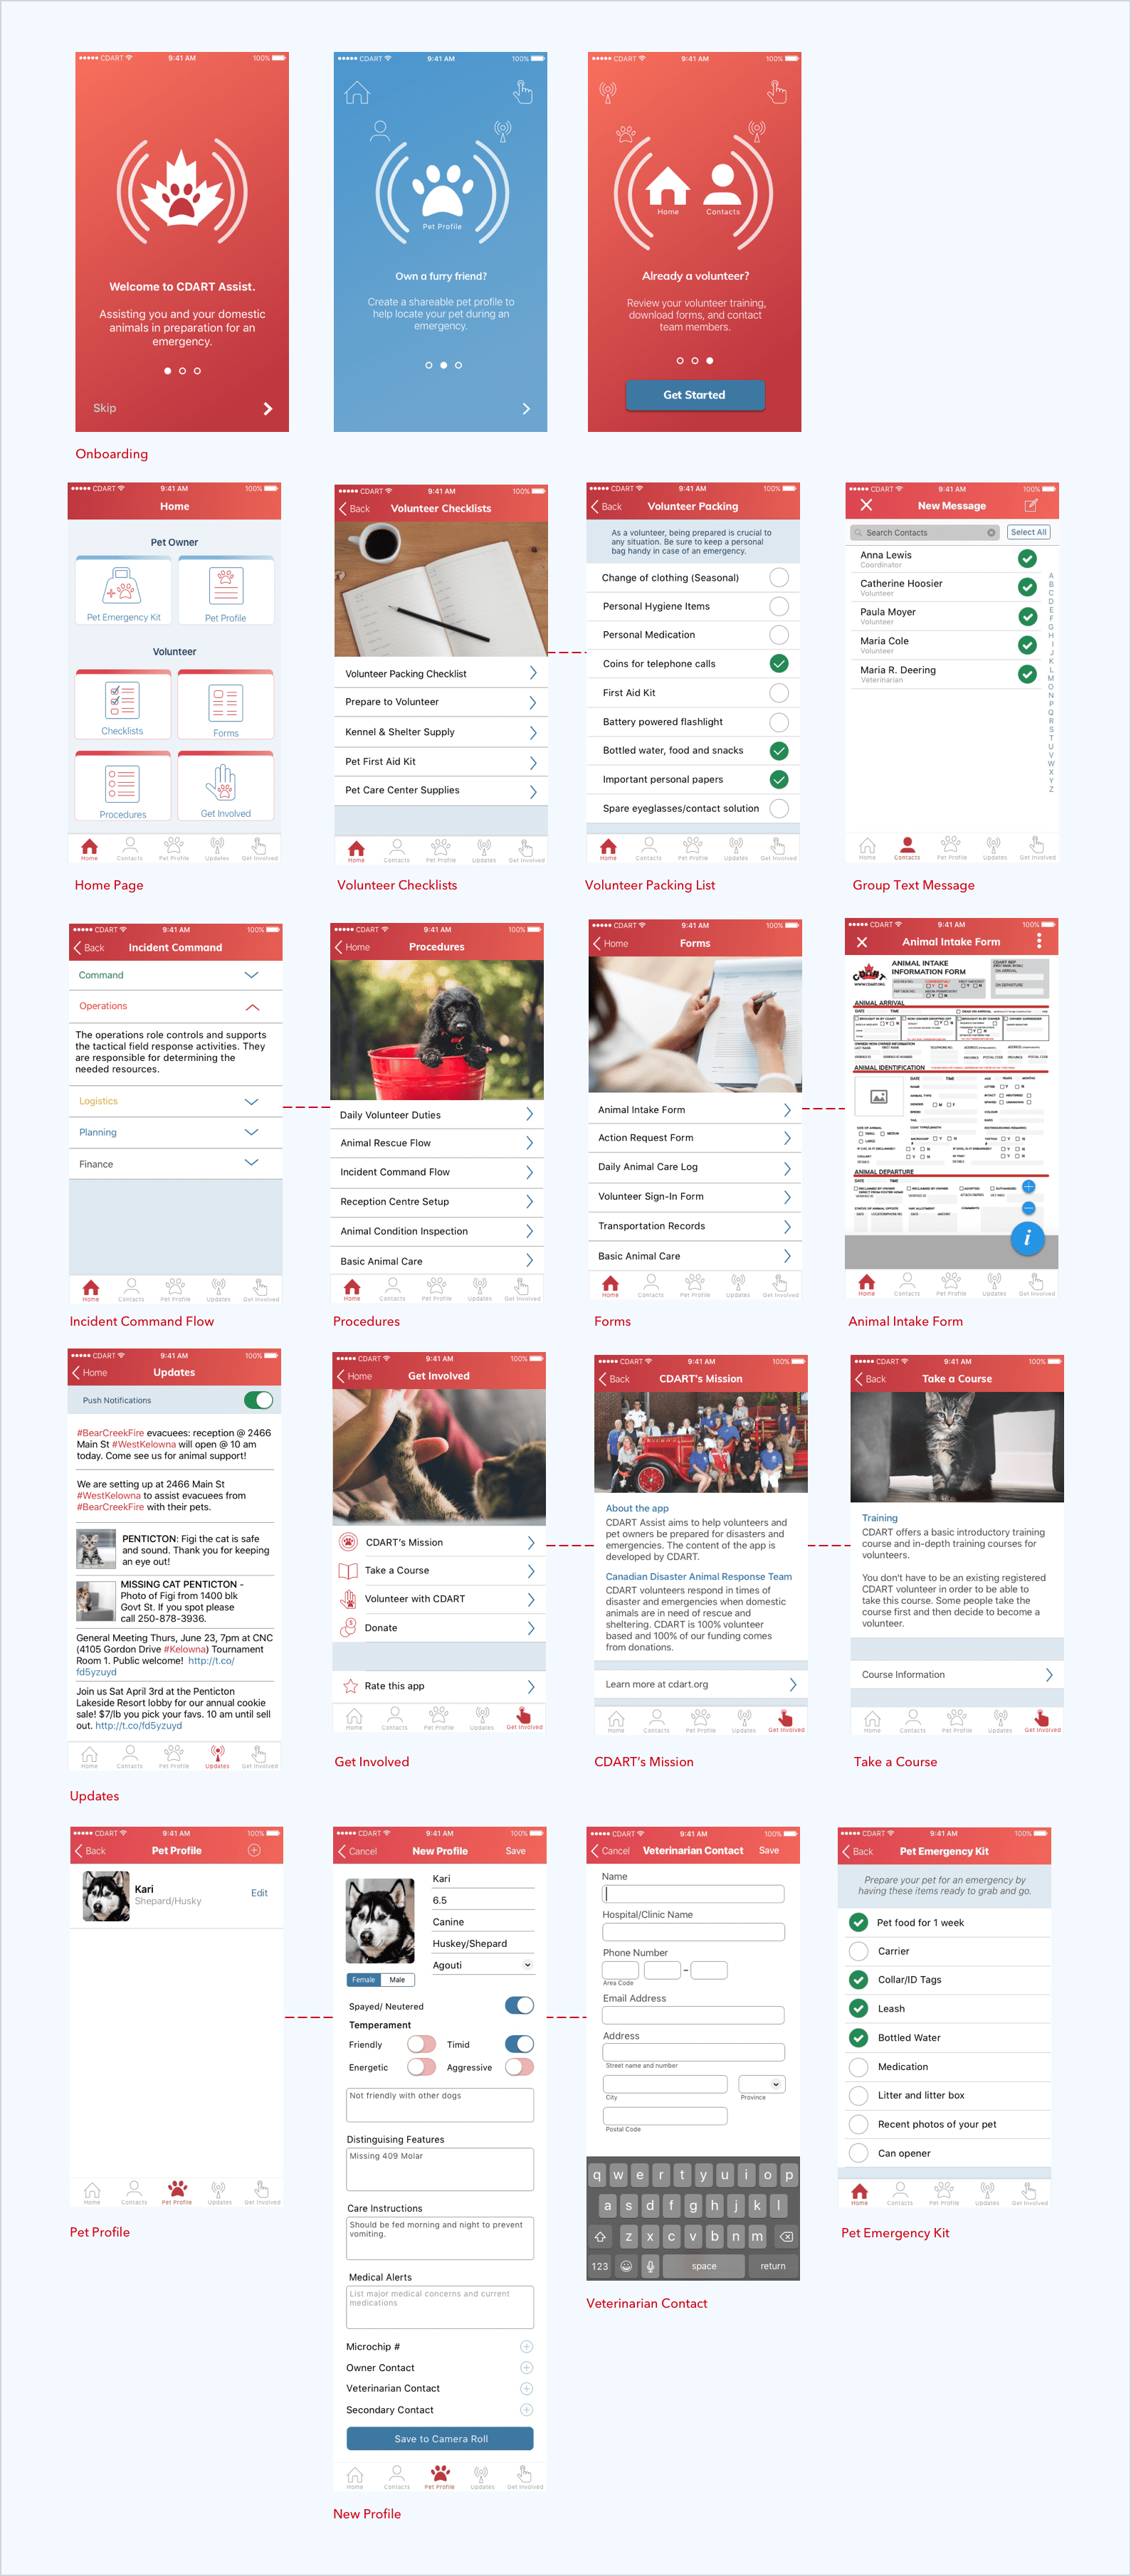 CDART 9:41 AM 100%
Welcome to CDART Assist.
Assisting you and your domestic
animals in preparation for an
emergency.
Skip
CDART 9:41 AM 100%
Pet Profile
Own a furry friend?
Create a shareable pet profile to
help locate your pet during an
emergency.
CDART 9:41 AM 100%
Home Contacts
Already a volunteer?
Review your volunteer training,
download forms, and contact
team members.
Get Started
Onboarding
CDART 9:41 AM 100%
Home
Pet Owner
Pet Emergency Kit Pet Profile
Volunteer
Checklists Forms
Procedures Get Involved
Home Contacts Pet Profile Updates Get Involved
Home Page
CDART 9:41 AM 100%
Back Volunteer Checklists
Volunteer Packing Checklist
Prepare to Volunteer
Kennel & Shelter Supply
Pet First Aid Kit
Pet Care Center Supplies
Home Contacts Pet Profile Updates Get Involved
Volunteer Checklists
CDART 9:41 AM 100%
Back Volunteer Packing
As a volunteer, being prepared is crucial to
any situation. Be sure to keep a personal
bag handy in case of an emergency.
Change of clothing (Seasonal)
Personal Hygiene Items
Personal Medication
Coins for telephone calls
First Aid Kit
Battery powered flashlight
Bottled water, food and snacks
Important personal papers
Spare eyeglasses/contact solution
Home Contacts Pet Profile Updates Get Involved
Volunteer Packing List
CDART 9:41 AM 100%
New Message
Search Contacts Select All
Anna Lewis
Coordinator
Catherine Hoosier
Volunteer
Paula Moyer
Volunteer
Maria Cole
Volunteer
Maria R. Deering
Veterinarian
A
B
C
D
E
F
G
H
I
J
K
L
M
O
N
P
Q
R
S
T
U
V
W
X
Y
Z
Home Contacts Pet Profile Updates Get Involved
Group Text Message
CDART 9:41 AM 100%
Back Incident Command
Command
Operations
The operations role controls and supports
the tactical field response activities. They
are responsible for determining the
needed resources.
Logistics
Planning
Finance
Home Contacts Pet Profile Updates Get Involved
Incident Command Flow
CDART 9:41 AM 100%
Home Procedures
Daily Volunteer Duties
Animal Rescue Flow
Incident Command Flow
Reception Centre Setup
Animal Condition Inspection
Basic Animal Care
Home Contacts Pet Profile Updates Get Involved
Procedures
CDART 9:41 AM 100%
Home Forms
Animal Intake Form
Action Request Form
Daily Animal Care Log
Volunteer Sign-In Form
Transportation Records
Basic Animal Care
Home Contacts Pet Profile Updates Get Involved
Forms
CDART 9:41 AM 100%
Animal Intake Form
CDART
WWW.CDART.ORG
ANIMAL INTAKE
INFORMATION FORM
CDART REP
ON ARRIVAL
ON DEPARTURE
ANIMAL ARRIVAL
DATE TIME
ANIMAL IDENTIFICATION
DATE TIME
NAME
ANIMAL TYPE
GENDER
BREED
ANIMAL DEPARTURE
DATE TIME
i
Home Contacts Pet Profile Updates Get Involved
Animal Intake Form
CDART 9:41 AM 100%
Home Updates
Push Notifications
#BearCreekFire evacuees: reception @ 2466
Main St #WestKelowna will open @ 10 am
today. Come see us for animal support!
We are setting up at 2466 Main St
#WestKelowna to assist evacuees from
#BearCreekFire with their pets.
PENTICTON: Figi the cat is safe
and sound. Thank you for keeping
an eye out!
MISSING CAT PENTICTON -
Photo of Figi from 1400 blk
Govt St. If you spot please
call 250-878-3936.
General Meeting Thurs, June 23, 7pm at CNC
(4105 Gordon Drive #Kelowna) Tournament
Room 1. Public welcome! http://t.co/
fd5yzuyd
Join us Sat April 3rd at the Penticton
Lakeside Resort lobby for our annual cookie
sale! $7/lb you pick your favs. 10 am until sell
out. http://t.co/fd5yzuyd
Home Contacts Pet Profile Updates Get Involved
Updates
CDART 9:41 AM 100%
Home Get Involved
CDART's Mission
Take a Course
Volunteer with CDART
Donate
Rate this app
Home Contacts Pet Profile Updates Get Involved
Get Involved
CDART 9:41 AM 100%
Back CDART's Mission
About the app
CDART Assist aims to help volunteers and
pet owners be prepared for disasters and
emergencies. The content of the app is
developed by CDART.
Canadian Disaster Animal Response Team
CDART volunteers respond in times of
disaster and emergencies when domestic
animals are in need of rescue and
sheltering. CDART is 100% volunteer
based and 100% of our funding comes
from donations.
Learn more at cdart.org
Home Contacts Pet Profile Updates Get Involved
CDART's Mission
CDART 9:41 AM 100%
Back Take a Course
Training
CDART offers a basic introductory training
course and in-depth training courses for
volunteers.
You don't have to be an existing registered
CDART volunteer in order to be able to
take this course. Some people take the
course first and then decide to become a
volunteer.
Course Information
Home Contacts Pet Profile Updates Get Involved
Take a Course
CDART 9:41 AM 100%
Back Pet Profile
Kari
Shepard/Husky
Edit
Home Contacts Pet Profile Updates Get Involved
Pet Profile
CDART 9:41 AM 100%
Cancel New Profile Save
Kari
6.5
Canine
Huskey/Shepard
Agouti
Female Male
Spayed/ Neutered
Temperament
Friendly Timid
Energetic Aggressive
Not friendly with other dogs
Distinguising Features
Missing 409 Molar
Care Instructions
Should be fed morning and night to prevent
vomiting.
Medical Alerts
List major medical concerns and current
medications
Microchip #
Owner Contact
Veterinarian Contact
Secondary Contact
Save to Camera Roll
Home Contacts Pet Profile Updates Get Involved
New Profile
CDART 9:41 AM 100%
Cancel Veterinarian Contact Save
Name
Hospital/Clinic Name
Phone Number
–
Area Code
Email Address
Address
Street name and number
City Province
Postal Code
q w e r t y u i o p
a s d f g h j k l
z x c v b n m
123 space return
Veterinarian Contact
CDART 9:41 AM 100%
Back Pet Emergency Kit
Prepare your pet for an emergency by
having these items ready to grab and go.
Pet food for 1 week
Carrier
Collar/ID Tags
Leash
Bottled Water
Medication
Litter and litter box
Recent photos of your pet
Can opener
Home Contacts Pet Profile Updates Get Involved
Pet Emergency Kit